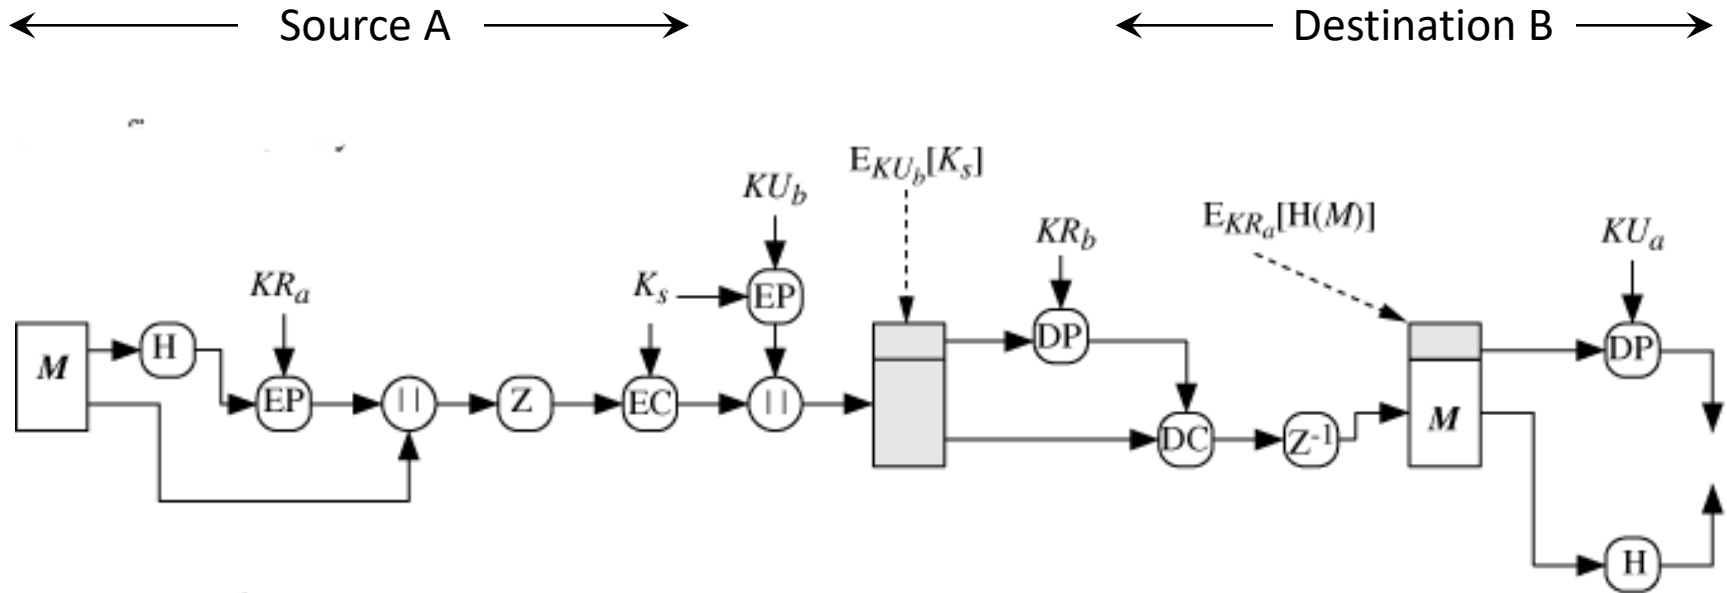 Source A
Destination B
E_{KU_b}[K_s]
KU_b
E_{KR_a}[H(M)]
KR_b
KU_a
KR_a
K_s
EP
M
H
DP
DP
EP
| |
Z
EC
| |
DC
Z^{-1}
M
H